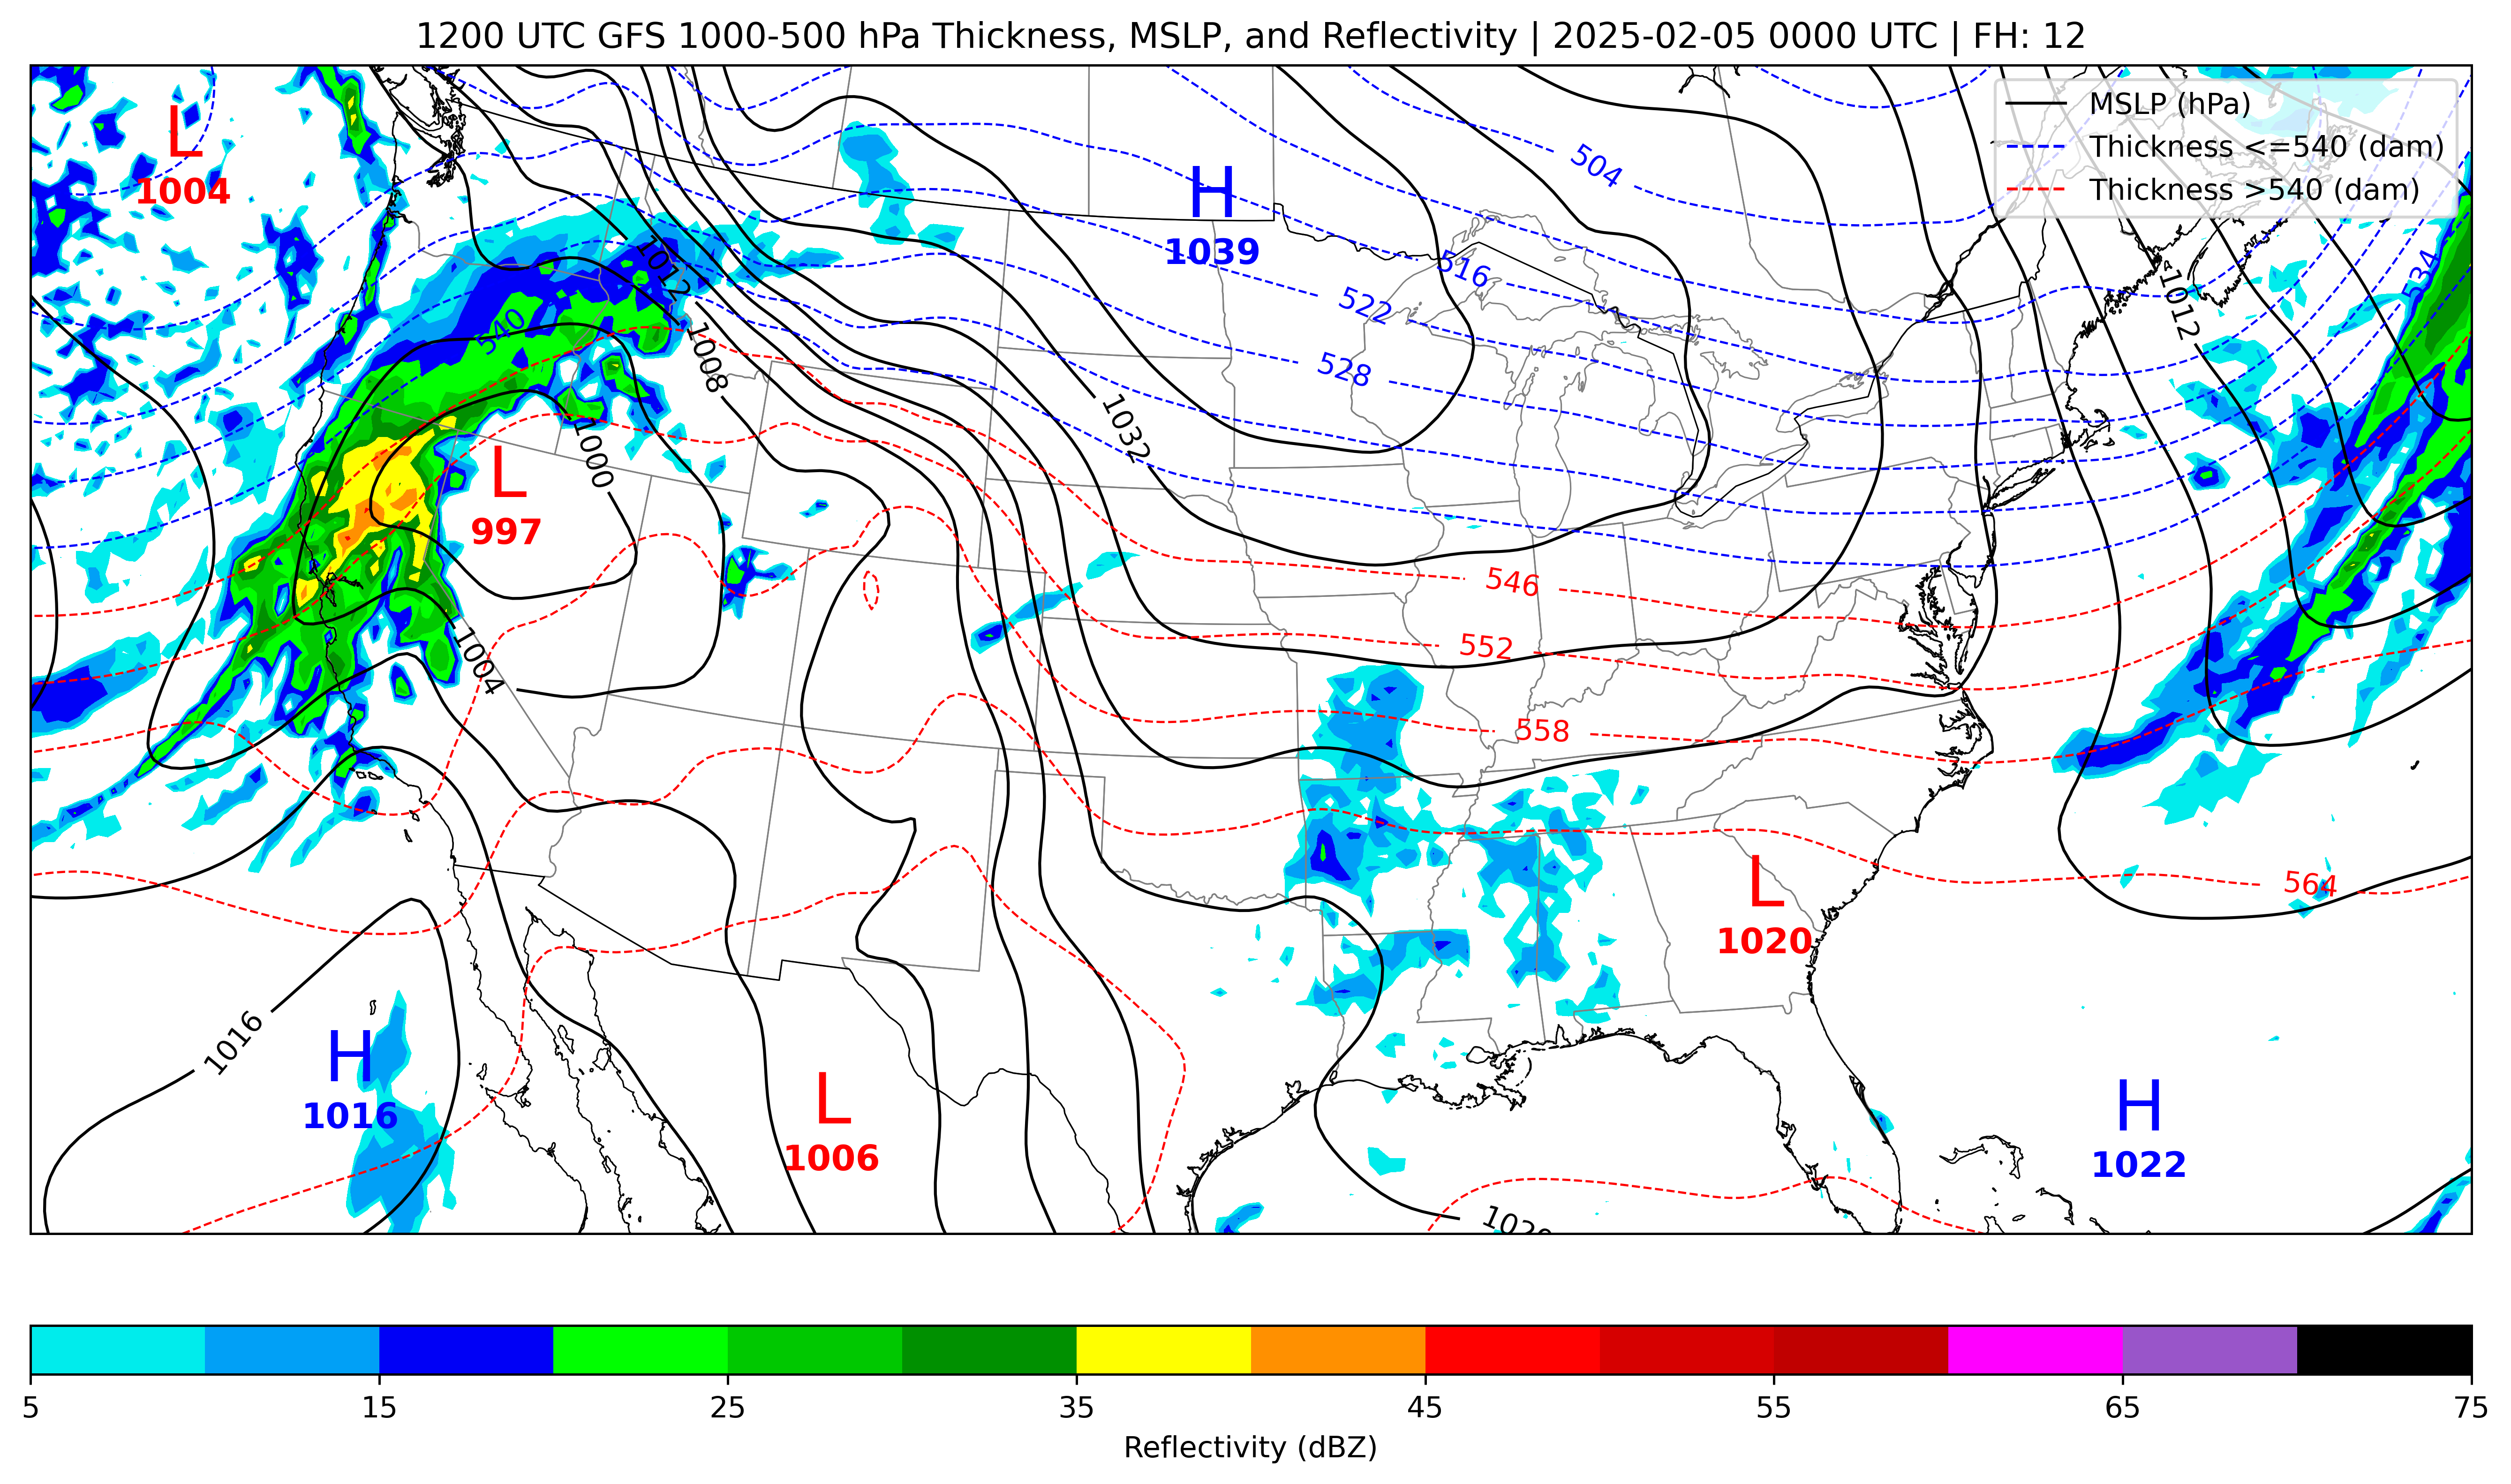 1200 UTC GFS 1000-500 hPa Thickness, MSLP, and Reflectivity | 2025-02-05 0000 UTC | FH: 12
MSLP (hPa)
Thickness <=540 (dam)
Thickness >540 (dam)
L
1004
H
1039
504
516
522
528
534
540
1012
1008
1012
1032
L
997
1000
1004
546
552
558
564
L
1020
1016
H
1016
L
1006
H
1022
1020
5 15 25 35 45 55 65 75
Reflectivity (dBZ)